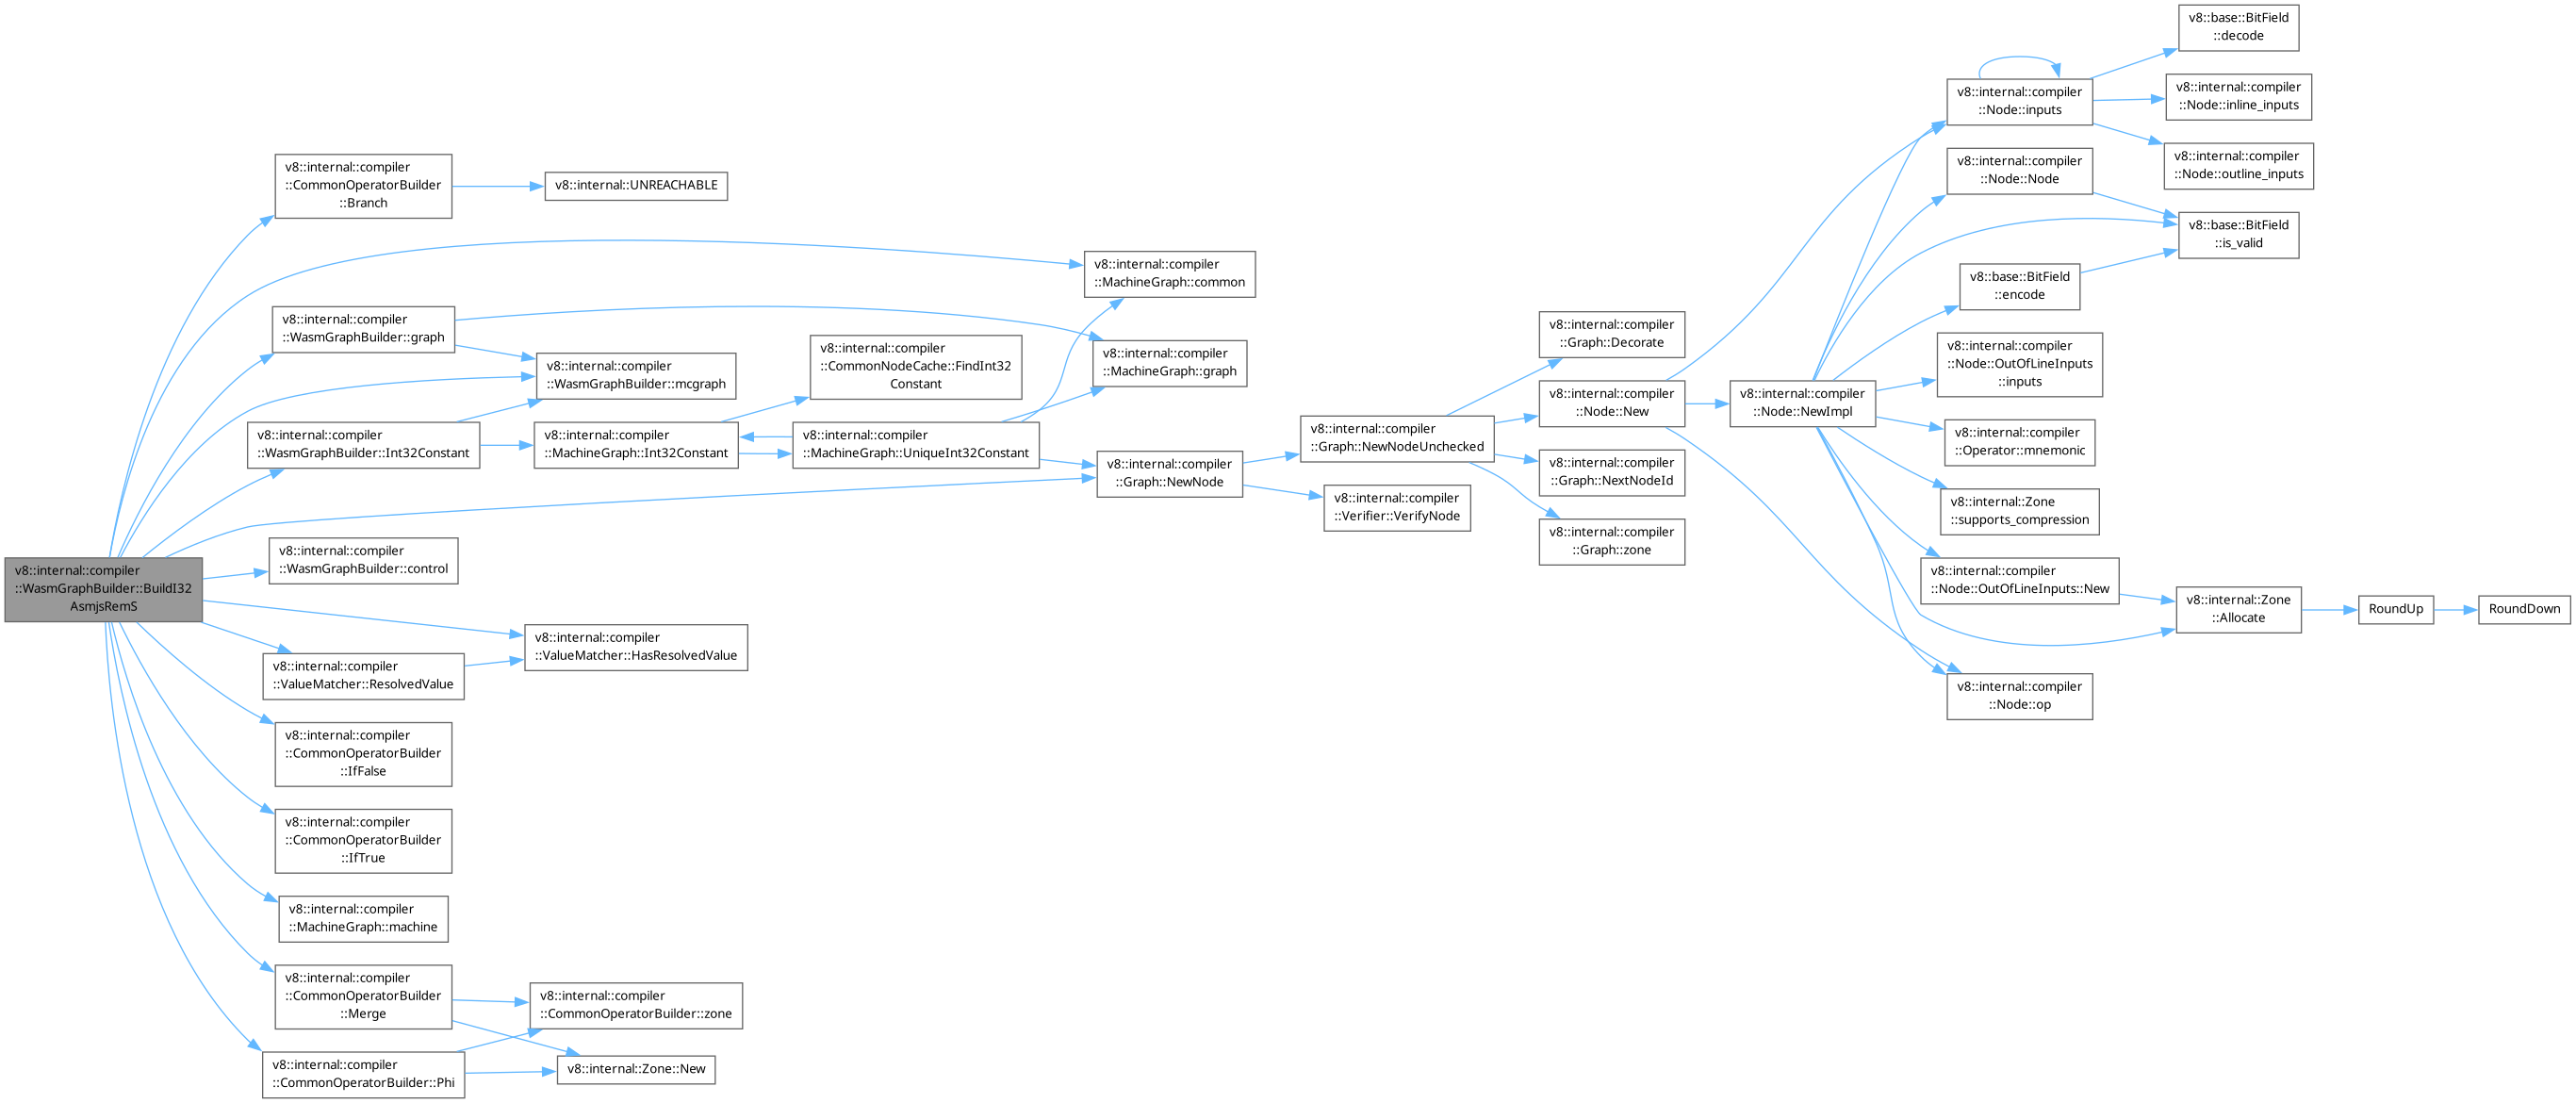 v8::internal::compiler
::WasmGraphBuilder::BuildI32
AsmjsRemS
v8::internal::compiler
::CommonOperatorBuilder
::Branch
v8::internal::UNREACHABLE
v8::internal::compiler
::MachineGraph::common
v8::internal::compiler
::WasmGraphBuilder::graph
v8::internal::compiler
::WasmGraphBuilder::mcgraph
v8::internal::compiler
::MachineGraph::graph
v8::internal::compiler
::WasmGraphBuilder::Int32Constant
v8::internal::compiler
::MachineGraph::Int32Constant
v8::internal::compiler
::CommonNodeCache::FindInt32
Constant
v8::internal::compiler
::MachineGraph::UniqueInt32Constant
v8::internal::compiler
::Graph::NewNode
v8::internal::compiler
::Graph::NewNodeUnchecked
v8::internal::compiler
::Verifier::VerifyNode
v8::internal::compiler
::Graph::Decorate
v8::internal::compiler
::Node::New
v8::internal::compiler
::Graph::NextNodeId
v8::internal::compiler
::Graph::zone
v8::internal::compiler
::Node::NewImpl
v8::internal::compiler
::Node::inputs
v8::base::BitField
::decode
v8::internal::compiler
::Node::inline_inputs
v8::internal::compiler
::Node::outline_inputs
v8::internal::compiler
::Node::Node
v8::base::BitField
::is_valid
v8::base::BitField
::encode
v8::internal::compiler
::Node::OutOfLineInputs
::inputs
v8::internal::compiler
::Operator::mnemonic
v8::internal::Zone
::supports_compression
v8::internal::compiler
::Node::OutOfLineInputs::New
v8::internal::Zone
::Allocate
RoundUp
RoundDown
v8::internal::compiler
::Node::op
v8::internal::compiler
::WasmGraphBuilder::control
v8::internal::compiler
::ValueMatcher::HasResolvedValue
v8::internal::compiler
::ValueMatcher::ResolvedValue
v8::internal::compiler
::CommonOperatorBuilder
::IfFalse
v8::internal::compiler
::CommonOperatorBuilder
::IfTrue
v8::internal::compiler
::MachineGraph::machine
v8::internal::compiler
::CommonOperatorBuilder
::Merge
v8::internal::compiler
::CommonOperatorBuilder::zone
v8::internal::compiler
::CommonOperatorBuilder::Phi
v8::internal::Zone::New